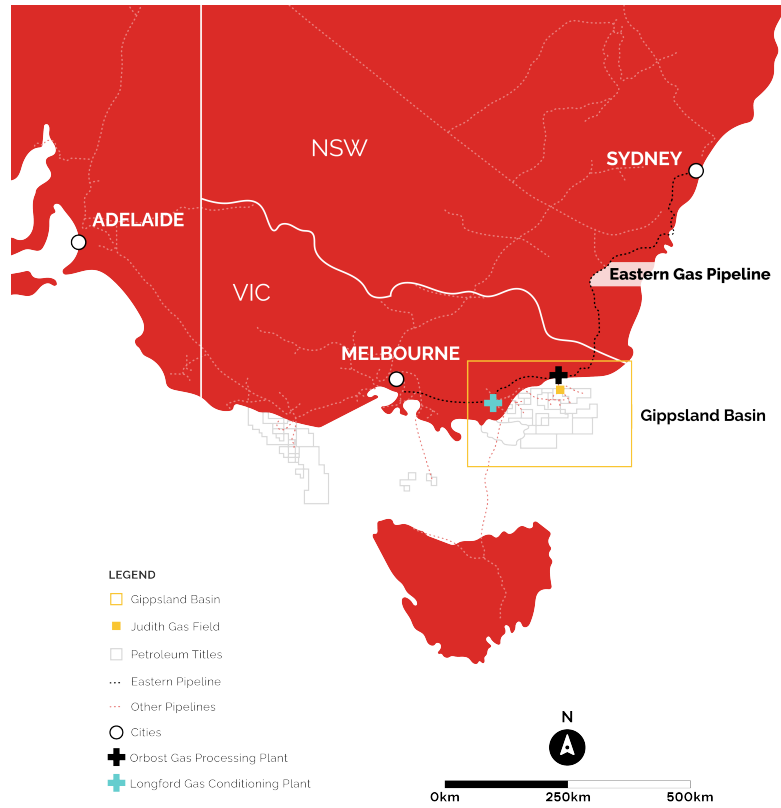 NSW
SYDNEY
ADELAIDE
Eastern Gas Pipeline
VIC
MELBOURNE
Gippsland Basin
LEGEND
Gippsland Basin
Judith Gas Field
Petroleum Titles
Eastern Pipeline
Other Pipelines
Cities
Orbost Gas Processing Plant
Longford Gas Conditioning Plant
N
0km 250km 500km